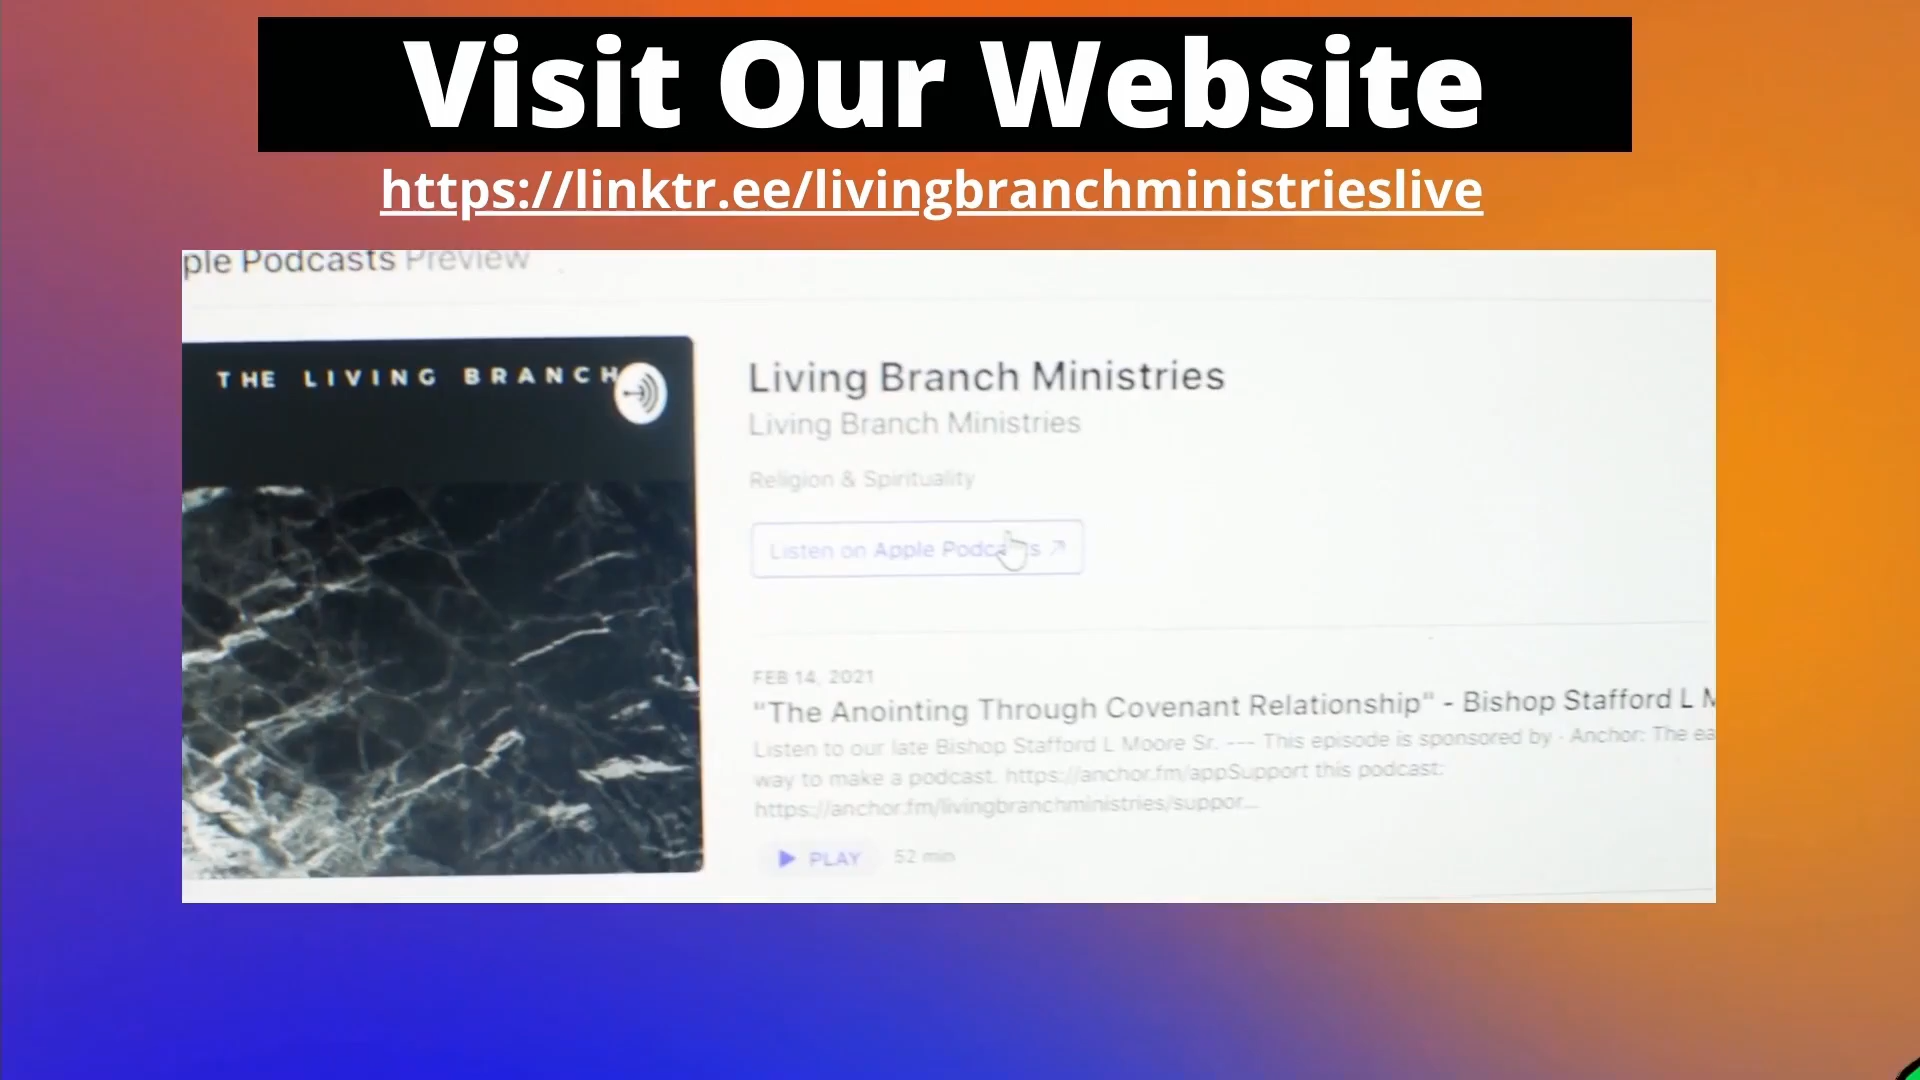 Visit Our Website
https://linktr.ee/livingbranchministrieslive
ple Podcasts Preview
THE LIVING BRANCH
Living Branch Ministries
Living Branch Ministries
Religion & Spirituality
Listen on Apple Podcasts ↗
FEB 14, 2021
"The Anointing Through Covenant Relationship" - Bishop Stafford L M
Listen to our late Bishop Stafford L Moore Sr. --- This episode is sponsored by · Anchor: The ea
way to make a podcast. https://anchor.fm/appSupport this podcast:
https://anchor.fm/livingbranchministries/suppor...
PLAY 52 min